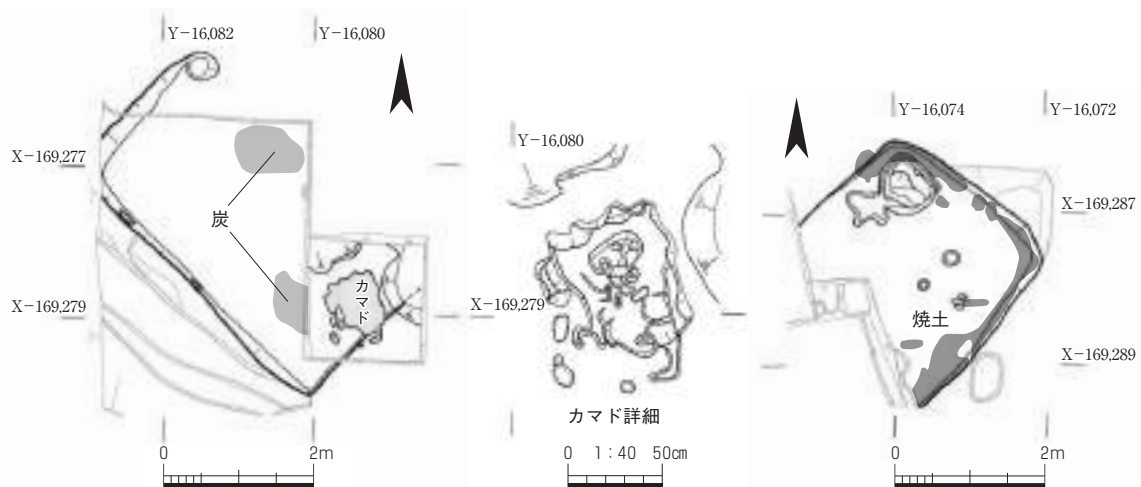 Y-16,082
Y-16,080
X-169,277
炭
X-169,279
カマド
0 2m
Y-16,080
X-169,279
カマド詳細
0 1：40 50㎝
Y-16,074
Y-16,072
X-169,287
焼土
X-169,289
0 2m